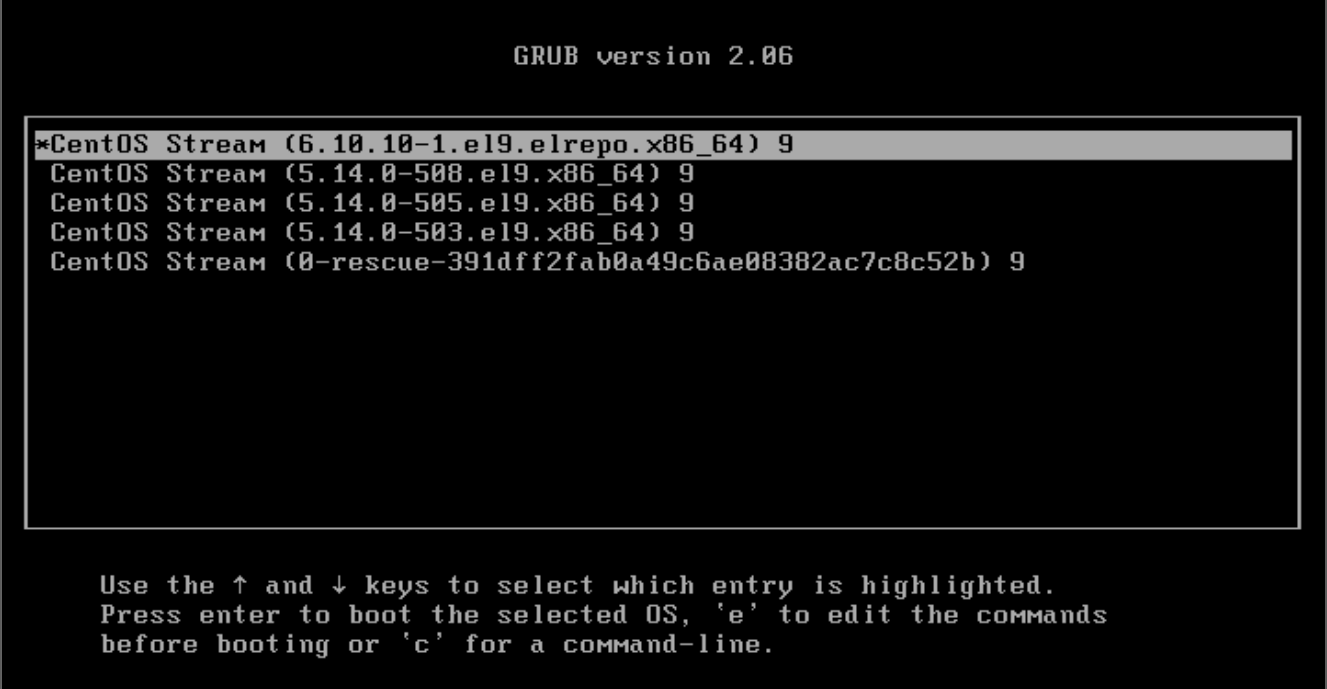 GRUB version 2.06
*CentOS Stream (6.10.10-1.el9.elrepo.x86_64) 9
CentOS Stream (5.14.0-508.el9.x86_64) 9
CentOS Stream (5.14.0-505.el9.x86_64) 9
CentOS Stream (5.14.0-503.el9.x86_64) 9
CentOS Stream (0-rescue-391dff2fab0a49c6ae08382ac7c8c52b) 9
Use the ↑ and ↓ keys to select which entry is highlighted.
Press enter to boot the selected OS, `e' to edit the commands
before booting or `c' for a command-line.